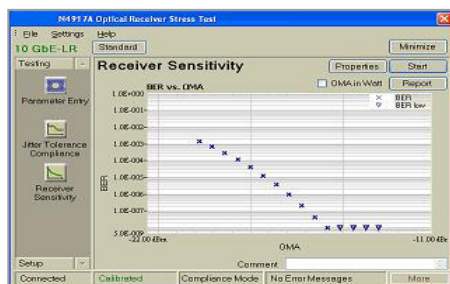 N4917A Optical Receiver Stress Test
File Settings Help
10 GbE-LR Standard Minimize
Testing
Parameter Entry
Jitter Tolerance
Compliance
Receiver
Sensitivity
Setup
Receiver Sensitivity Properties Start
OMA in Watt Report
BER vs. OMA
BER
BER low
1.0E+000
1.0E-001
1.0E-002
1.0E-003
1.0E-004
1.0E-005
1.0E-006
1.0E-007
5.0E-009
BER
-22.00 dBm -11.00 dBm
OMA
Comment
Connected Calibrated Compliance Mode No Error Messages More